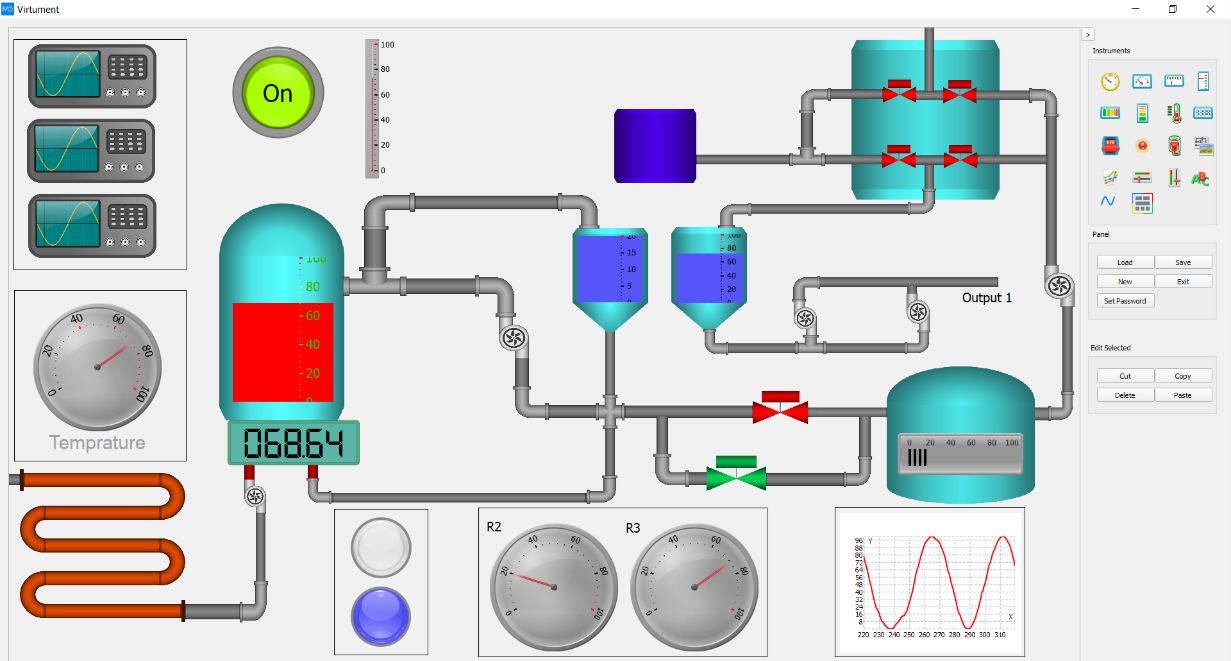 MD Virtument
>
Instruments
On
100
80
60
40
20
0
100
80
60
40
20
0
20
15
10
5
0
100
80
60
40
20
Output 1
0 20 40 60 80 100
0 20 40 60 80 100
Temprature
068.64
R2
0 20 40 60 80 100
R3
0 20 40 60 80 100
Y
96
88
80
72
64
56
48
40
32
24
16
8
X
220 230 240 250 260 270 280 290 300 310
Panel
Load Save
New Exit
Set Password
Edit Selected
Cut Copy
Delete Paste
ABC